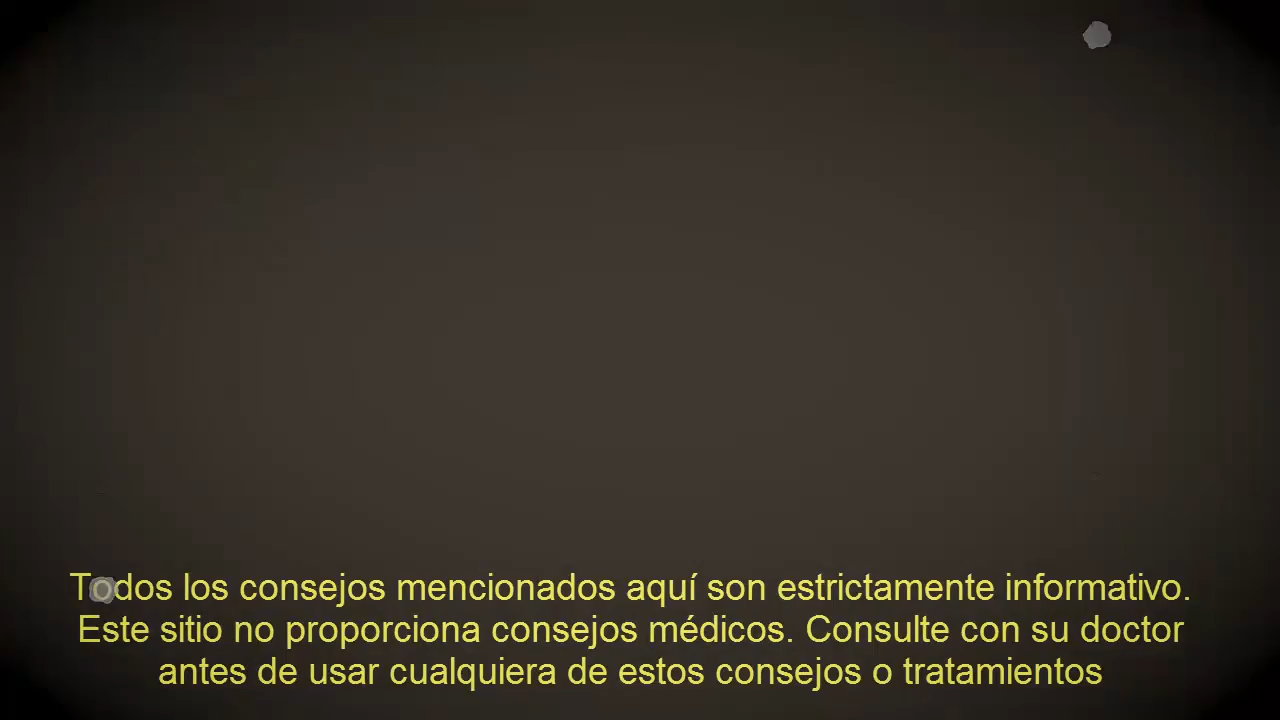 Todos los consejos mencionados aquí son estrictamente informativo.
Este sitio no proporciona consejos médicos. Consulte con su doctor
antes de usar cualquiera de estos consejos o tratamientos